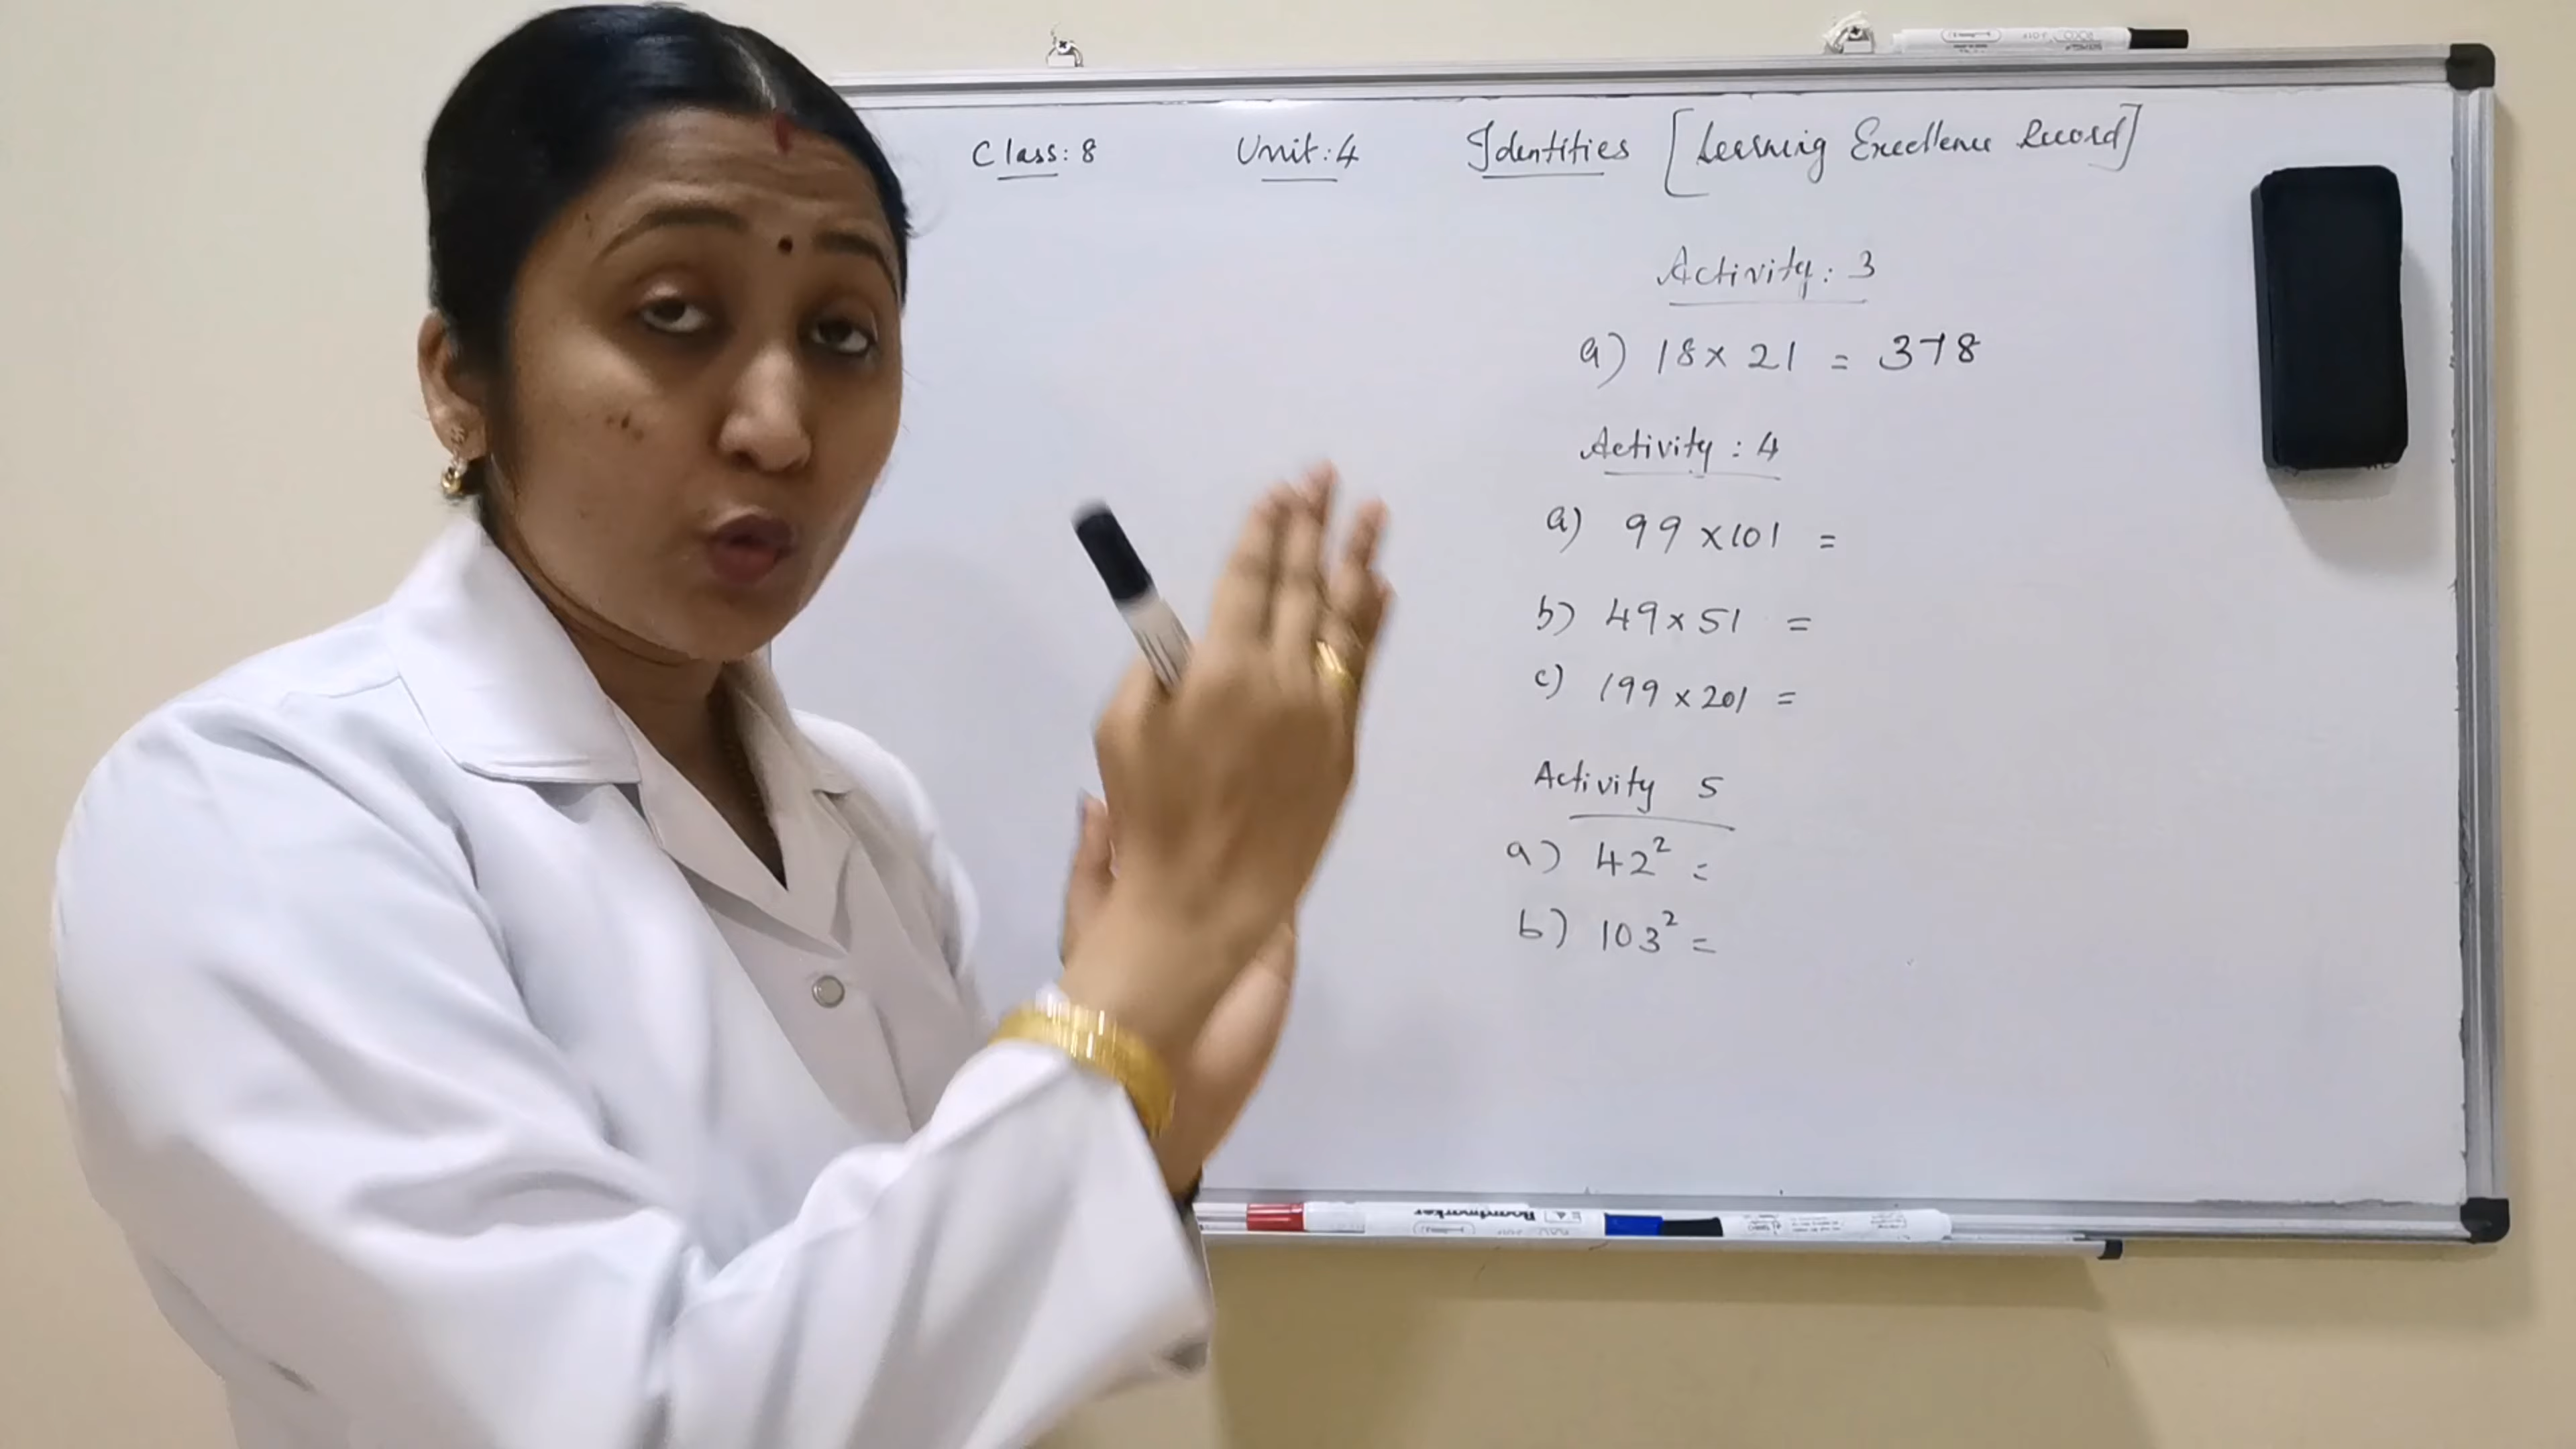 Class: 8 Unit: 4 Identities [Learning Excellence Record]
Activity: 3
a) 18 x 21 = 378
Activity: 4
a) 99 x 101 =
b) 49 x 51 =
c) 199 x 201 =
Activity 5
a) 42² =
b) 103² =
Boardmarker